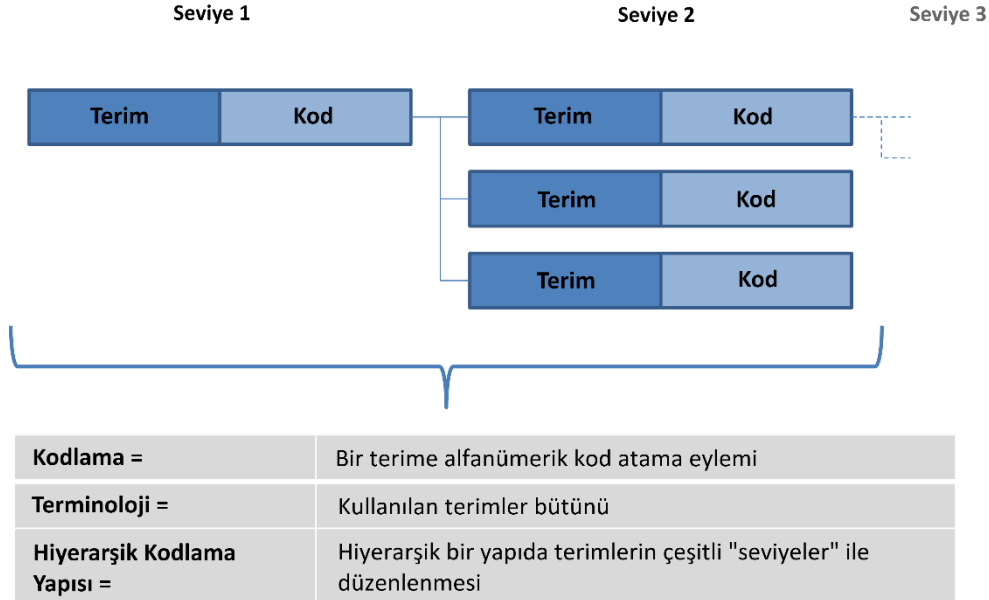 Seviye 1 Seviye 2 Seviye 3
Terim Kod Terim Kod
Terim Kod
Terim Kod
Kodlama = Bir terime alfanümerik kod atama eylemi
Terminoloji = Kullanılan terimler bütünü
Hiyerarşik Kodlama Hiyerarşik bir yapıda terimlerin çeşitli "seviyeler" ile
Yapısı = düzenlenmesi